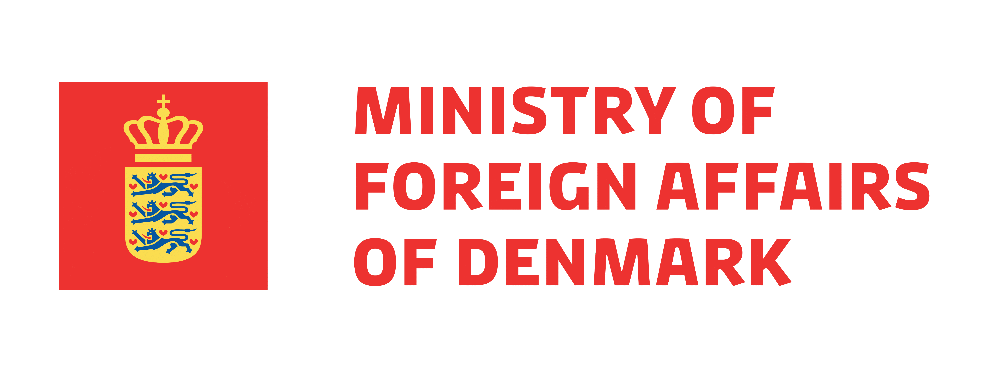 MINISTRY OF
FOREIGN AFFAIRS
OF DENMARK